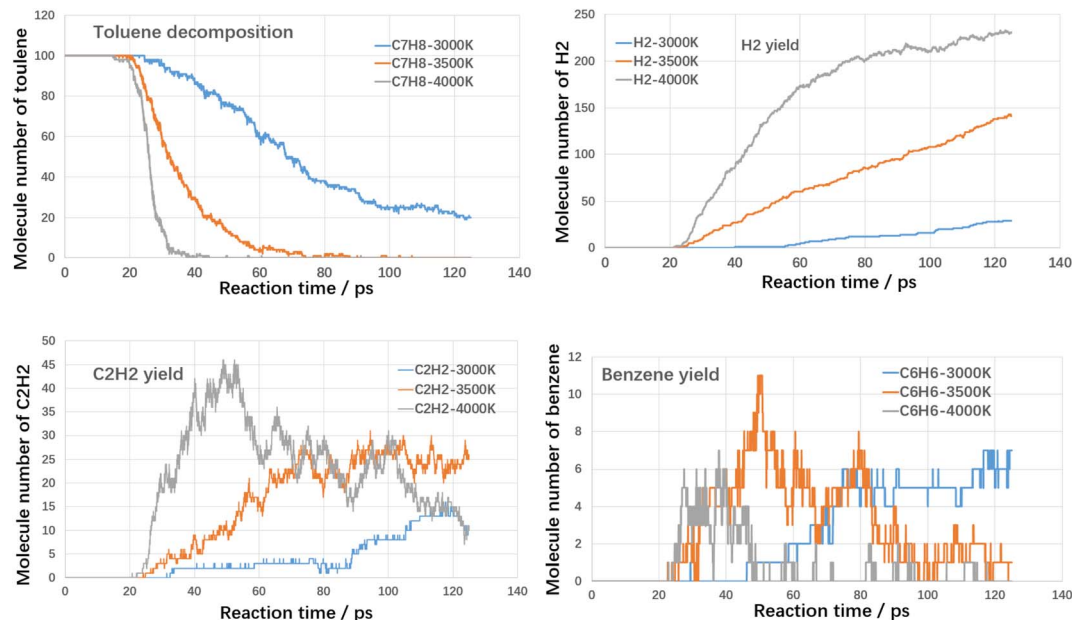 Toluene decomposition
C7H8-3000K
C7H8-3500K
C7H8-4000K
Molecule number of toulene
120
100
80
60
40
20
0
0 20 40 60 80 100 120 140
Reaction time / ps
H2 yield
H2-3000K
H2-3500K
H2-4000K
Molecule number of H2
250
200
150
100
50
0
0 20 40 60 80 100 120 140
Reaction time / ps
C2H2 yield
C2H2-3000K
C2H2-3500K
C2H2-4000K
Molecule number of C2H2
50
45
40
35
30
25
20
15
10
5
0
0 20 40 60 80 100 120 140
Reaction time / ps
Benzene yield
C6H6-3000K
C6H6-3500K
C6H6-4000K
Molecule number of benzene
12
10
8
6
4
2
0
0 20 40 60 80 100 120 140
Reaction time / ps